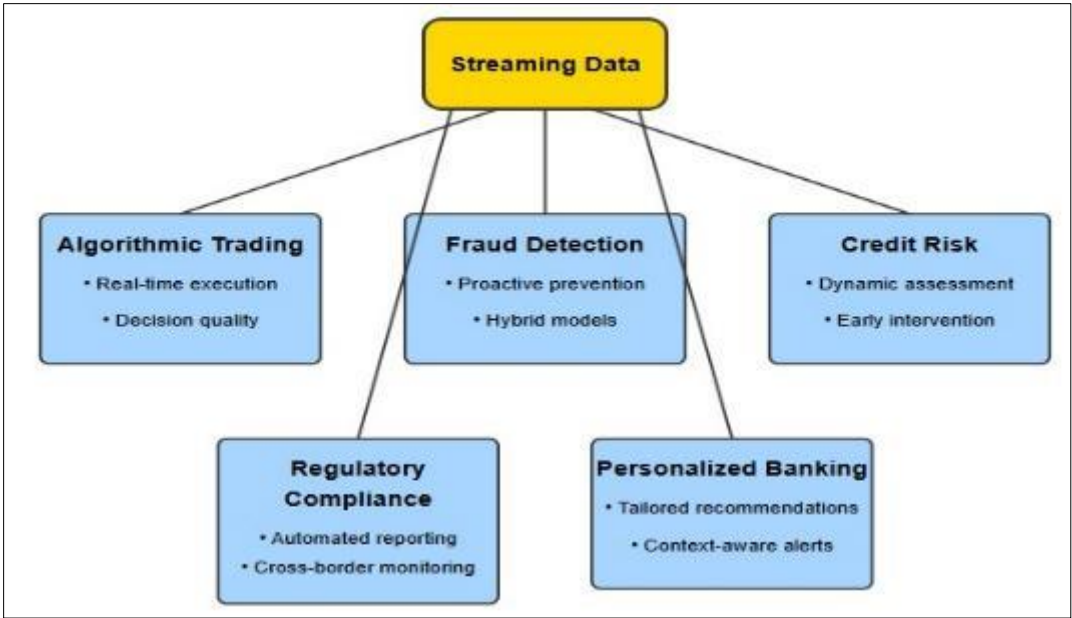 Streaming Data
Algorithmic Trading
• Real-time execution
• Decision quality
Fraud Detection
• Proactive prevention
• Hybrid models
Credit Risk
• Dynamic assessment
• Early intervention
Regulatory
Compliance
• Automated reporting
• Cross-border monitoring
Personalized Banking
• Tailored recommendations
• Context-aware alerts